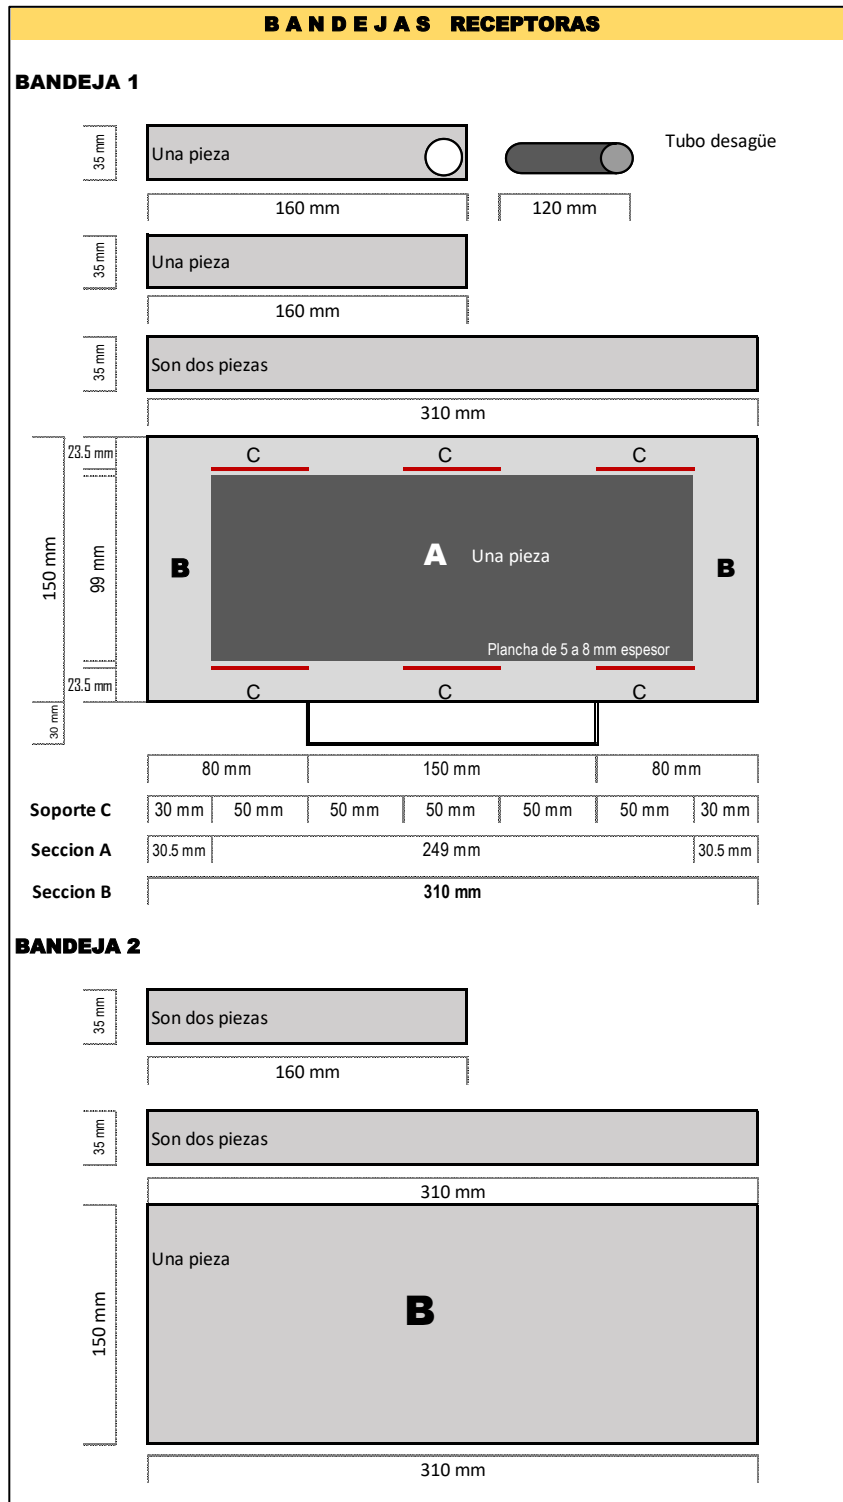 B A N D E J A S RECEPTORAS
BANDEJA 1
35 mm
Una pieza
Tubo desagüe
160 mm
120 mm
35 mm
Una pieza
160 mm
35 mm
Son dos piezas
310 mm
23.5 mm
C C C
150 mm
99 mm
B
A
Una pieza
B
Plancha de 5 a 8 mm espesor
23.5 mm
C C C
30 mm
80 mm 150 mm 80 mm
Soporte C 30 mm 50 mm 50 mm 50 mm 50 mm 50 mm 30 mm
Seccion A 30.5 mm 249 mm 30.5 mm
Seccion B 310 mm
BANDEJA 2
35 mm
Son dos piezas
160 mm
35 mm
Son dos piezas
310 mm
Una pieza
150 mm
B
310 mm